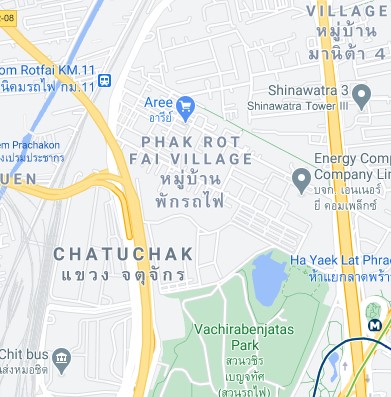 VILLAGE
หมู่บ้าน
มานิต้า 4
-08
om Rotfai KM.11
นิคมรถไฟ กม.11
Shinawatra 3
Shinawatra Tower III
Aree
อารีย์
PHAK ROT
FAI VILLAGE
หมู่บ้าน
พักรถไฟ
em Prachakon
างเปรมประชากร
UEN
Energy Comp
Company Lin
บจก. เอนเนอร์
ยี่ คอมเพล็กซ์
CHATUCHAK
แขวง จตุจักร
Ha Yaek Lat Phrao
ห้าแยกลาดพร้า
Vachirabenjatas
Park
สวนวชิร
เบญจทัศ
(สวนรถไฟ)
Chit bus
นส่งหมอชิต
M